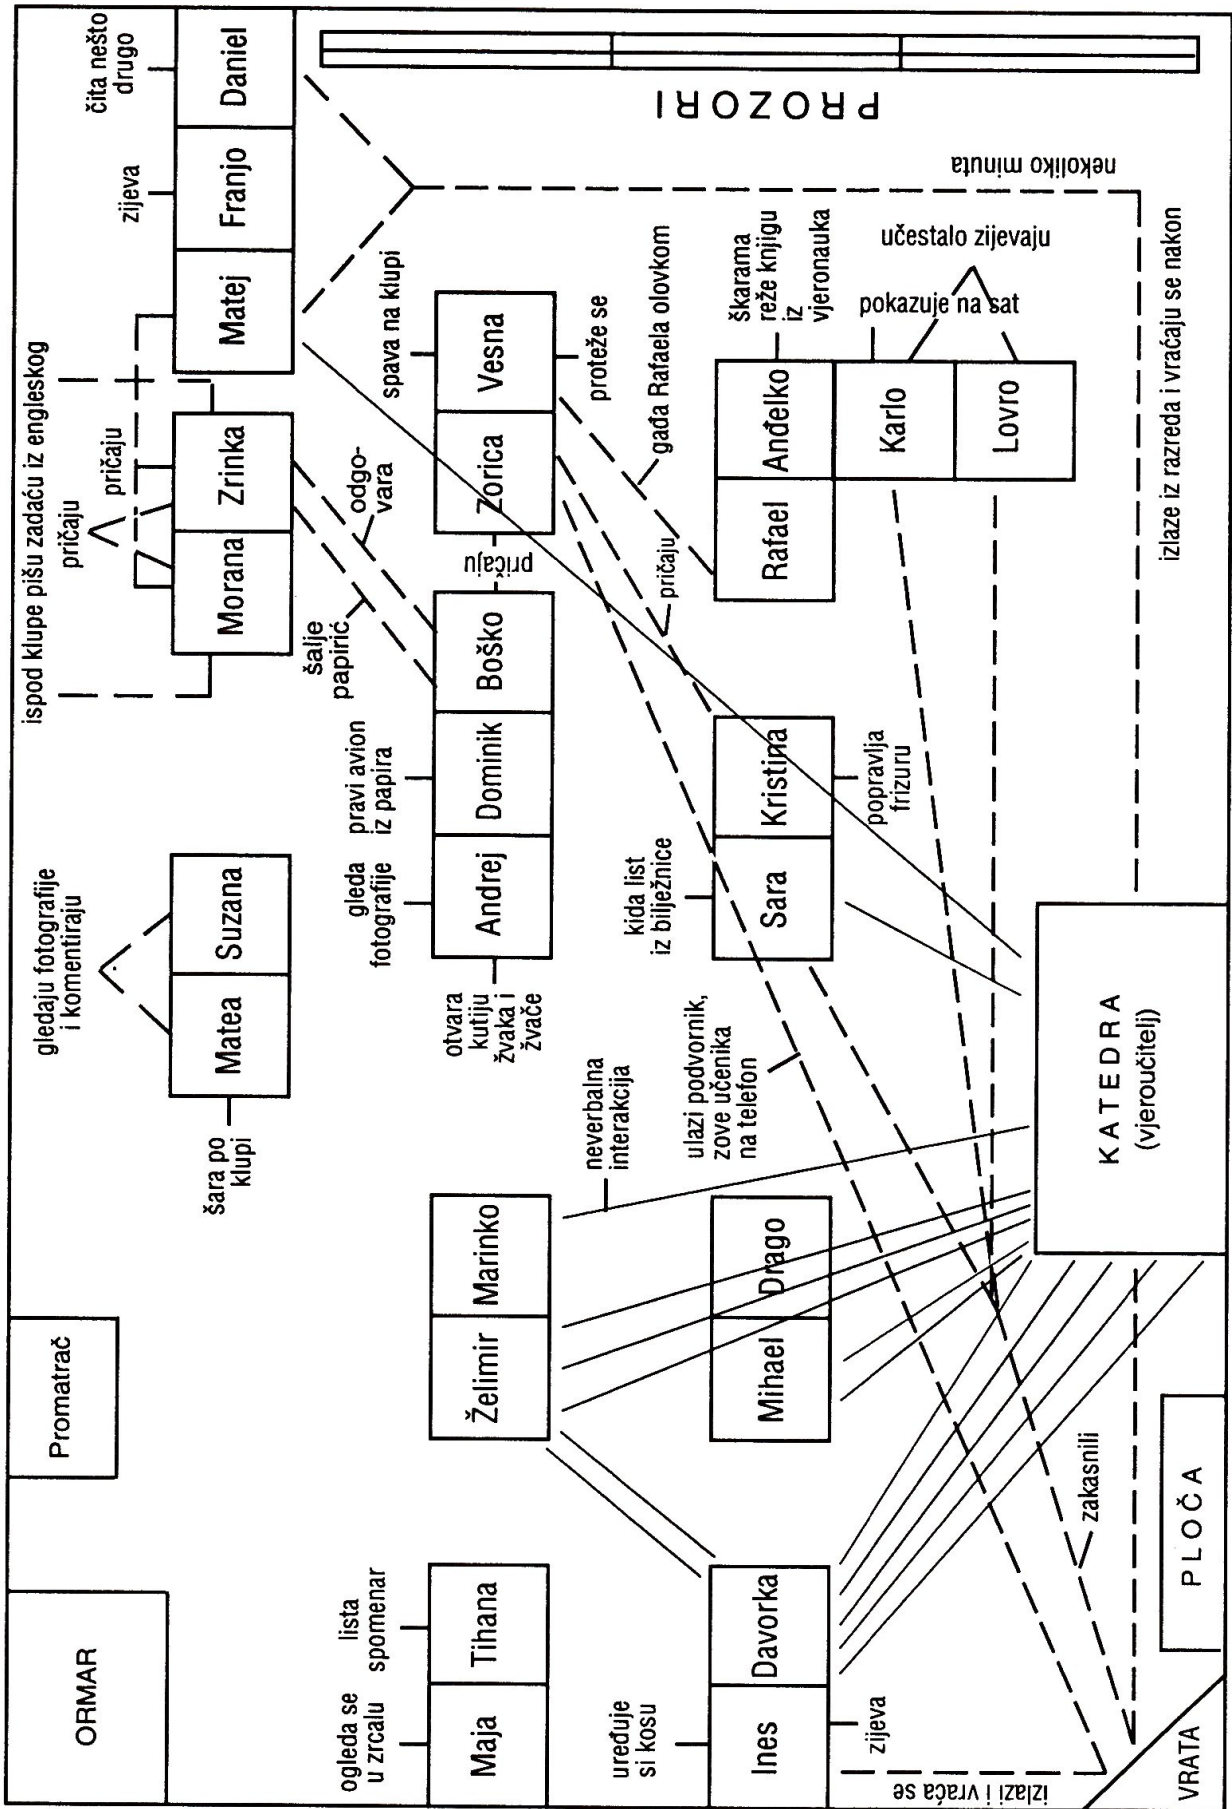 ORMAR
Promatrač
gledaju fotografije
i komentiraju
ispod klupe pišu zadaću iz engleskog
pričaju
pričaju
zijeva
čita nešto
drugo
šara po
klupi
Matea
Suzana
Morana
Zrinka
Matej
Franjo
Daniel
ogleda se
u zrcalu
lista
spomenar
gleda
fotografije
pravi avion
iz papira
šalje
papirić
odgo-
vara
spava na klupi
Maja
Tihana
Želimir
Marinko
Andrej
Dominik
Boško
pričaju
Zorica
Vesna
otvara
kutiju
žvaka i
žvače
proteže se
neverbalna
interakcija
uređuje
si kosu
kida list
iz bilježnice
pričaju
gađa Rafaela olovkom
ulazi podvornik,
zove učenika
na telefon
škarama
reže knjigu
iz
vjeronauka
Ines
Davorka
Mihael
Drago
Sara
Kristina
Rafael
Anđelko
Karlo
Lovro
zijeva
popravlja
frizuru
pokazuje na sat
učestalo zijevaju
PROZORI
izlazi i vraća se
zakasnili
KATEDRA
(vjeroučitelj)
izlaze iz razreda i vraćaju se nakon
nekoliko minuta
VRATA
PLOČA